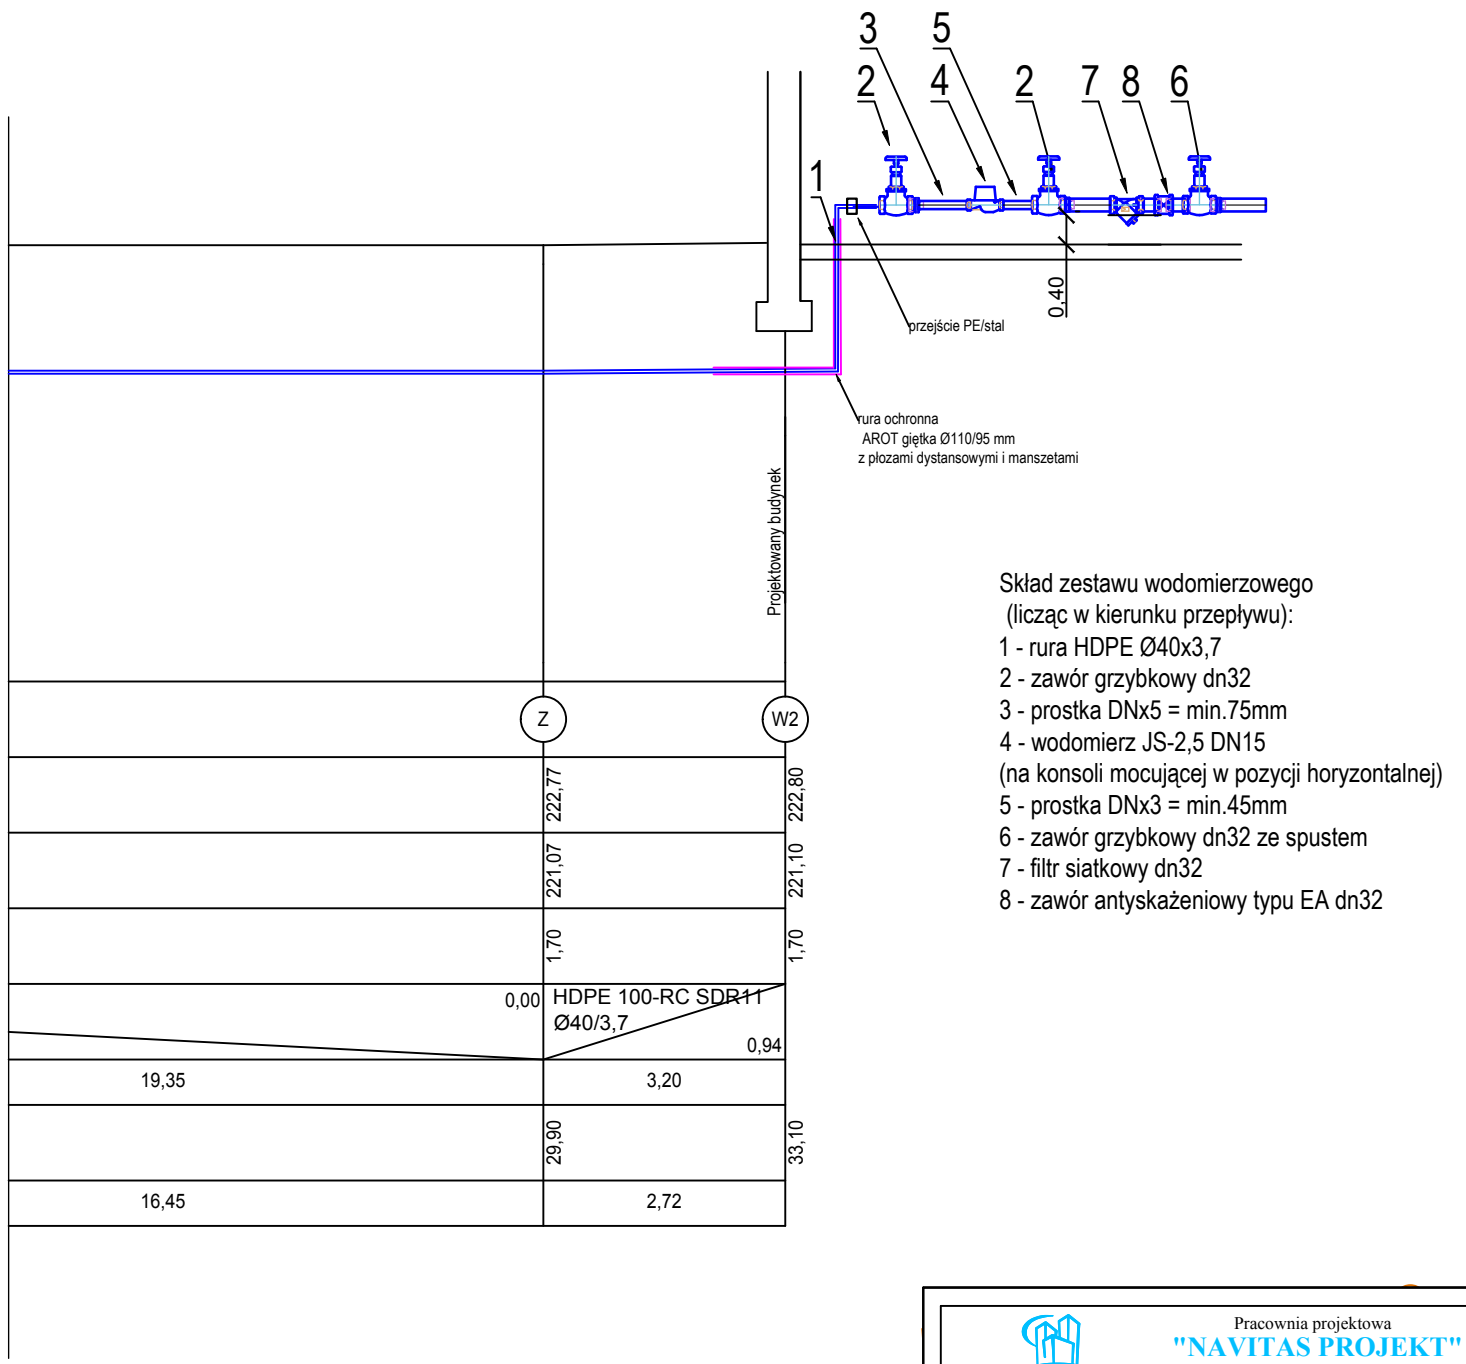 3
5
2
4
2
7
8
6
1
0,40
przejście PE/stal
rura ochronna
AROT giętka Ø110/95 mm
z płozami dystansowymi i manszetami
Projektowany budynek
Skład zestawu wodomierzowego
(licząc w kierunku przepływu):
1 - rura HDPE Ø40x3,7
2 - zawór grzybkowy dn32
3 - prostka DNx5 = min.75mm
4 - wodomierz JS-2,5 DN15
(na konsoli mocującej w pozycji horyzontalnej)
5 - prostka DNx3 = min.45mm
6 - zawór grzybkowy dn32 ze spustem
7 - filtr siatkowy dn32
8 - zawór antyskażeniowy typu EA dn32
Z
W2
222,77
222,80
221,07
221,10
1,70
1,70
0,00
HDPE 100-RC SDR11
Ø40/3,7
0,94
19,35
3,20
29,90
33,10
16,45
2,72
Pracownia projektowa
"NAVITAS PROJEKT"